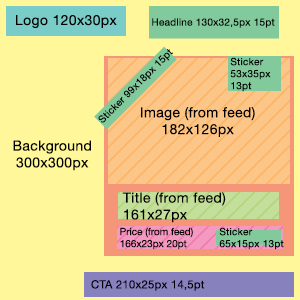 Logo 120x30px
Headline 130x32,5px 15pt
Sticker 99x18px 15pt
Sticker
53x35px
13pt
Image (from feed)
182x126px
Background
300x300px
Title (from feed)
161x27px
Price (from feed)
166x23px 20pt
Sticker
65x15px 13pt
CTA 210x25px 14,5pt